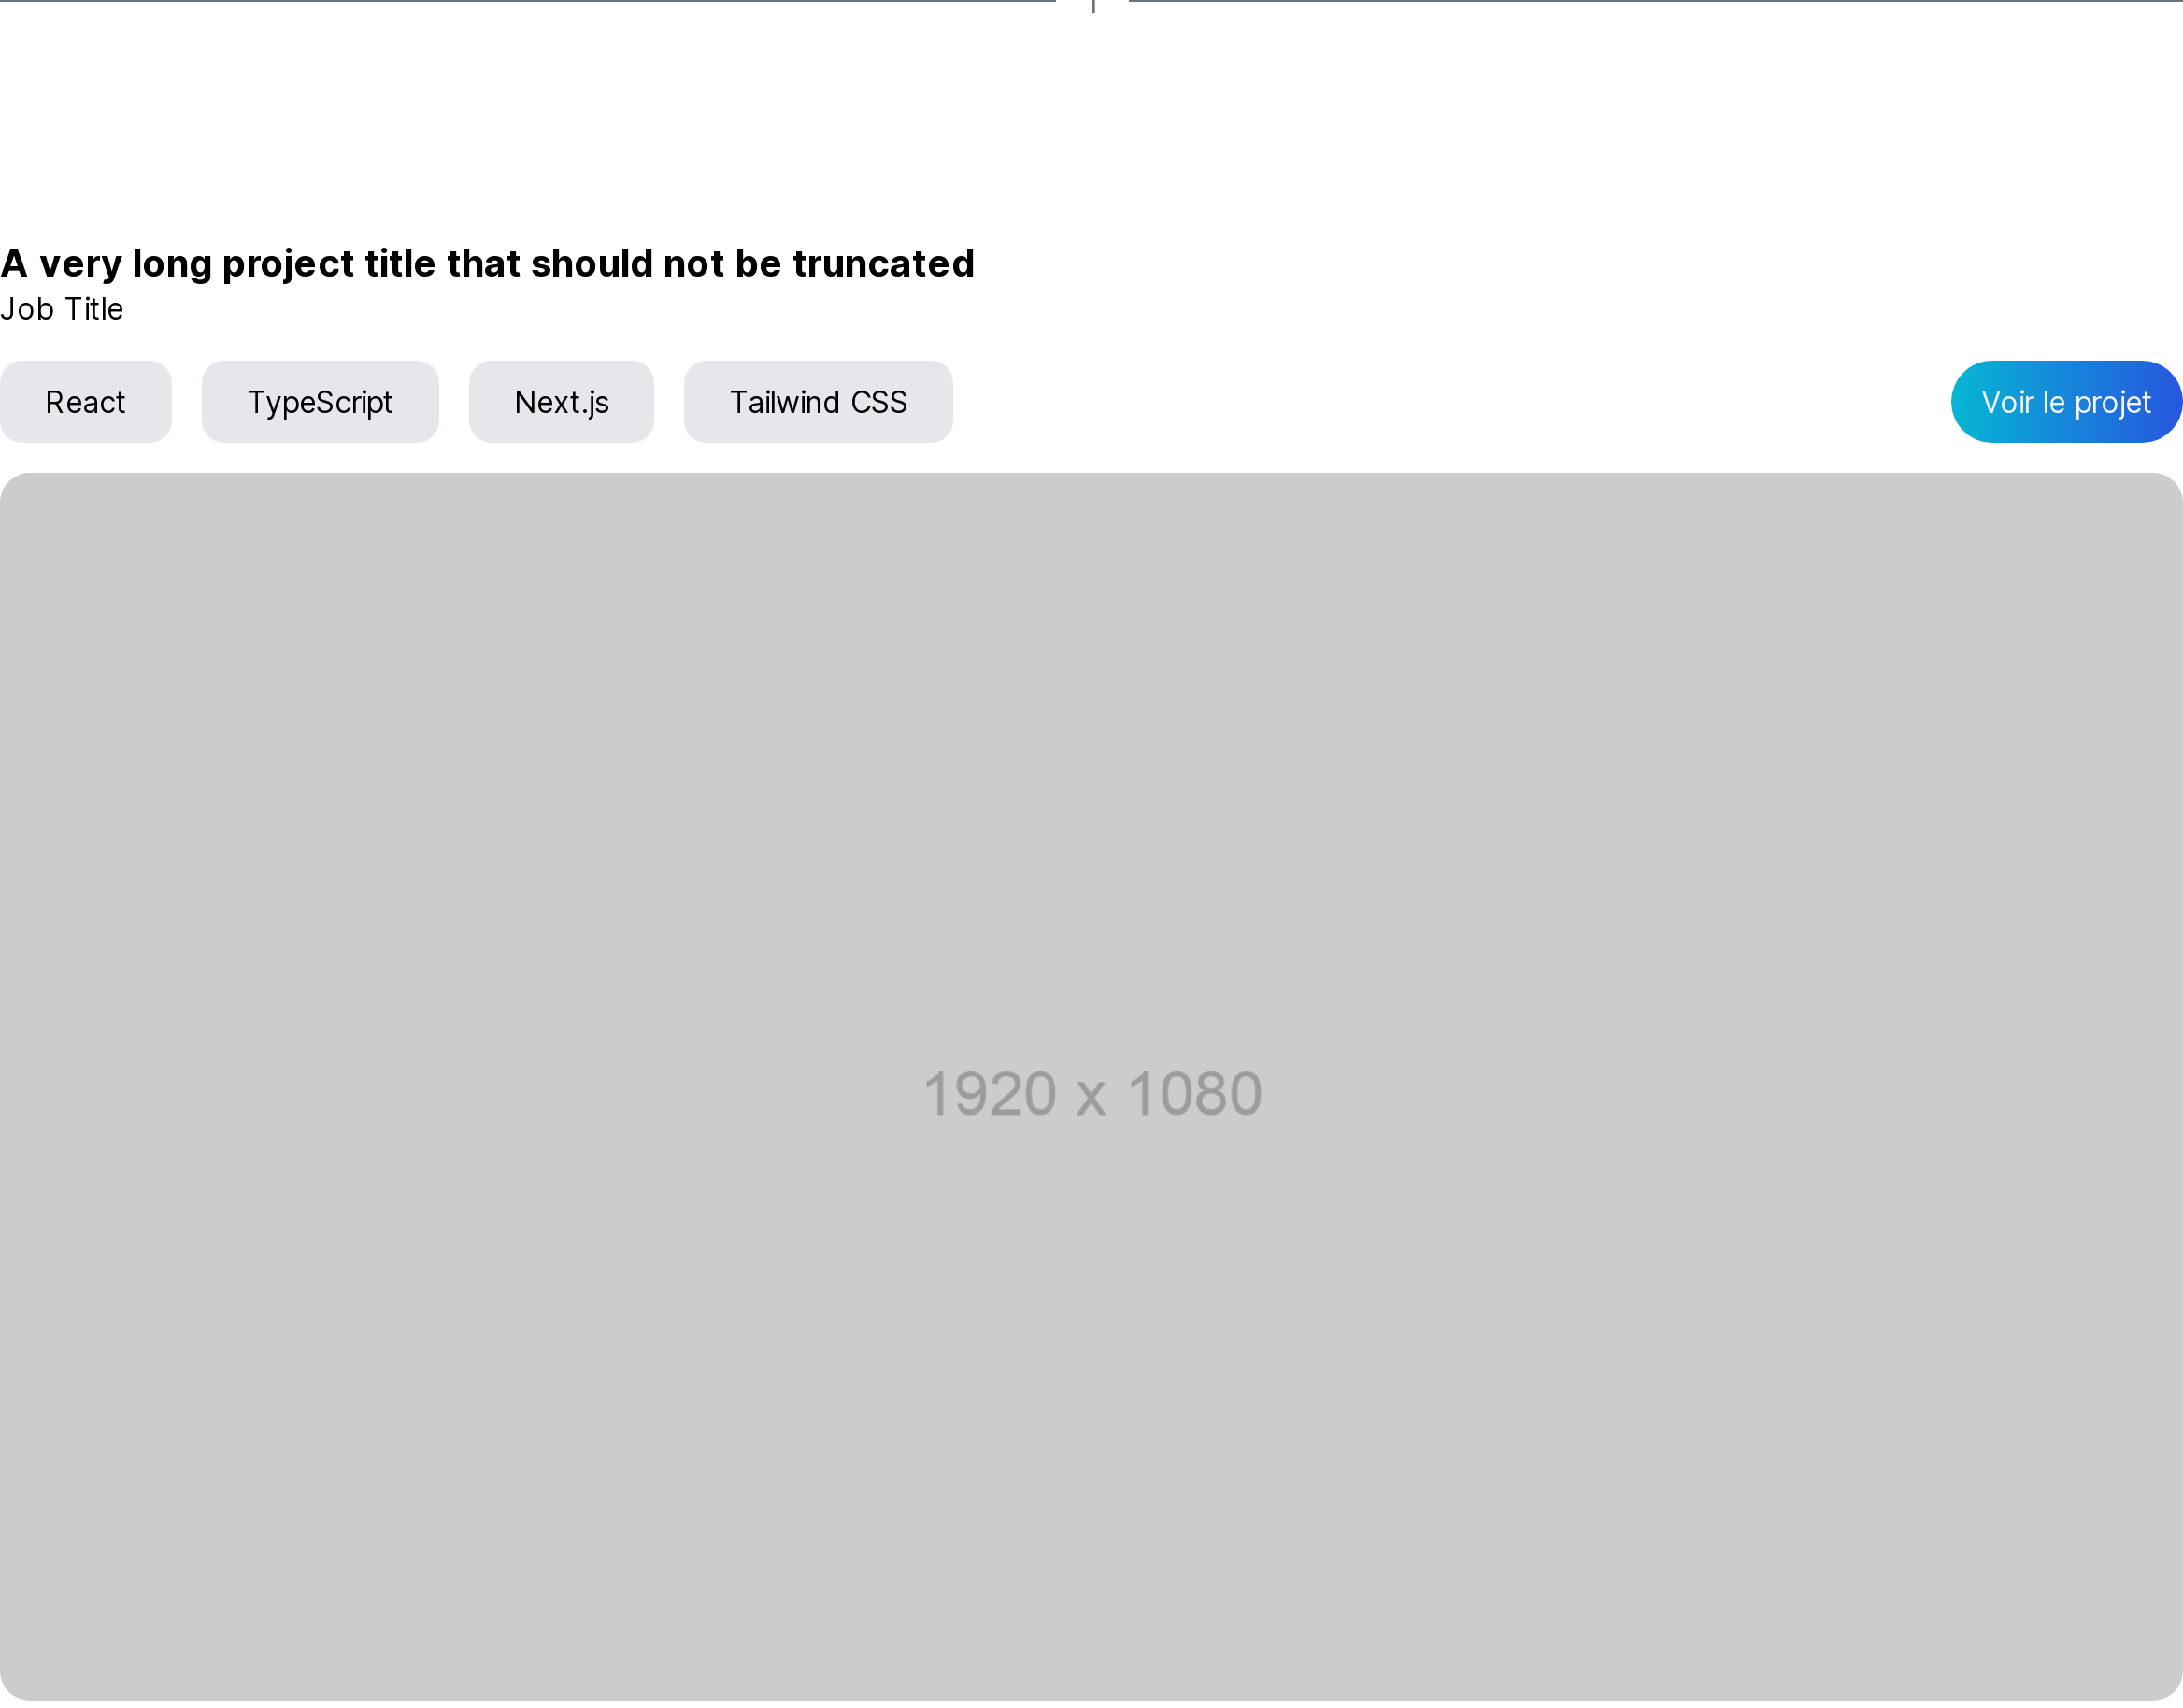 A very long project title that should not be truncated
Job Title
React TypeScript Next.js Tailwind CSS Voir le projet
1920 x 1080